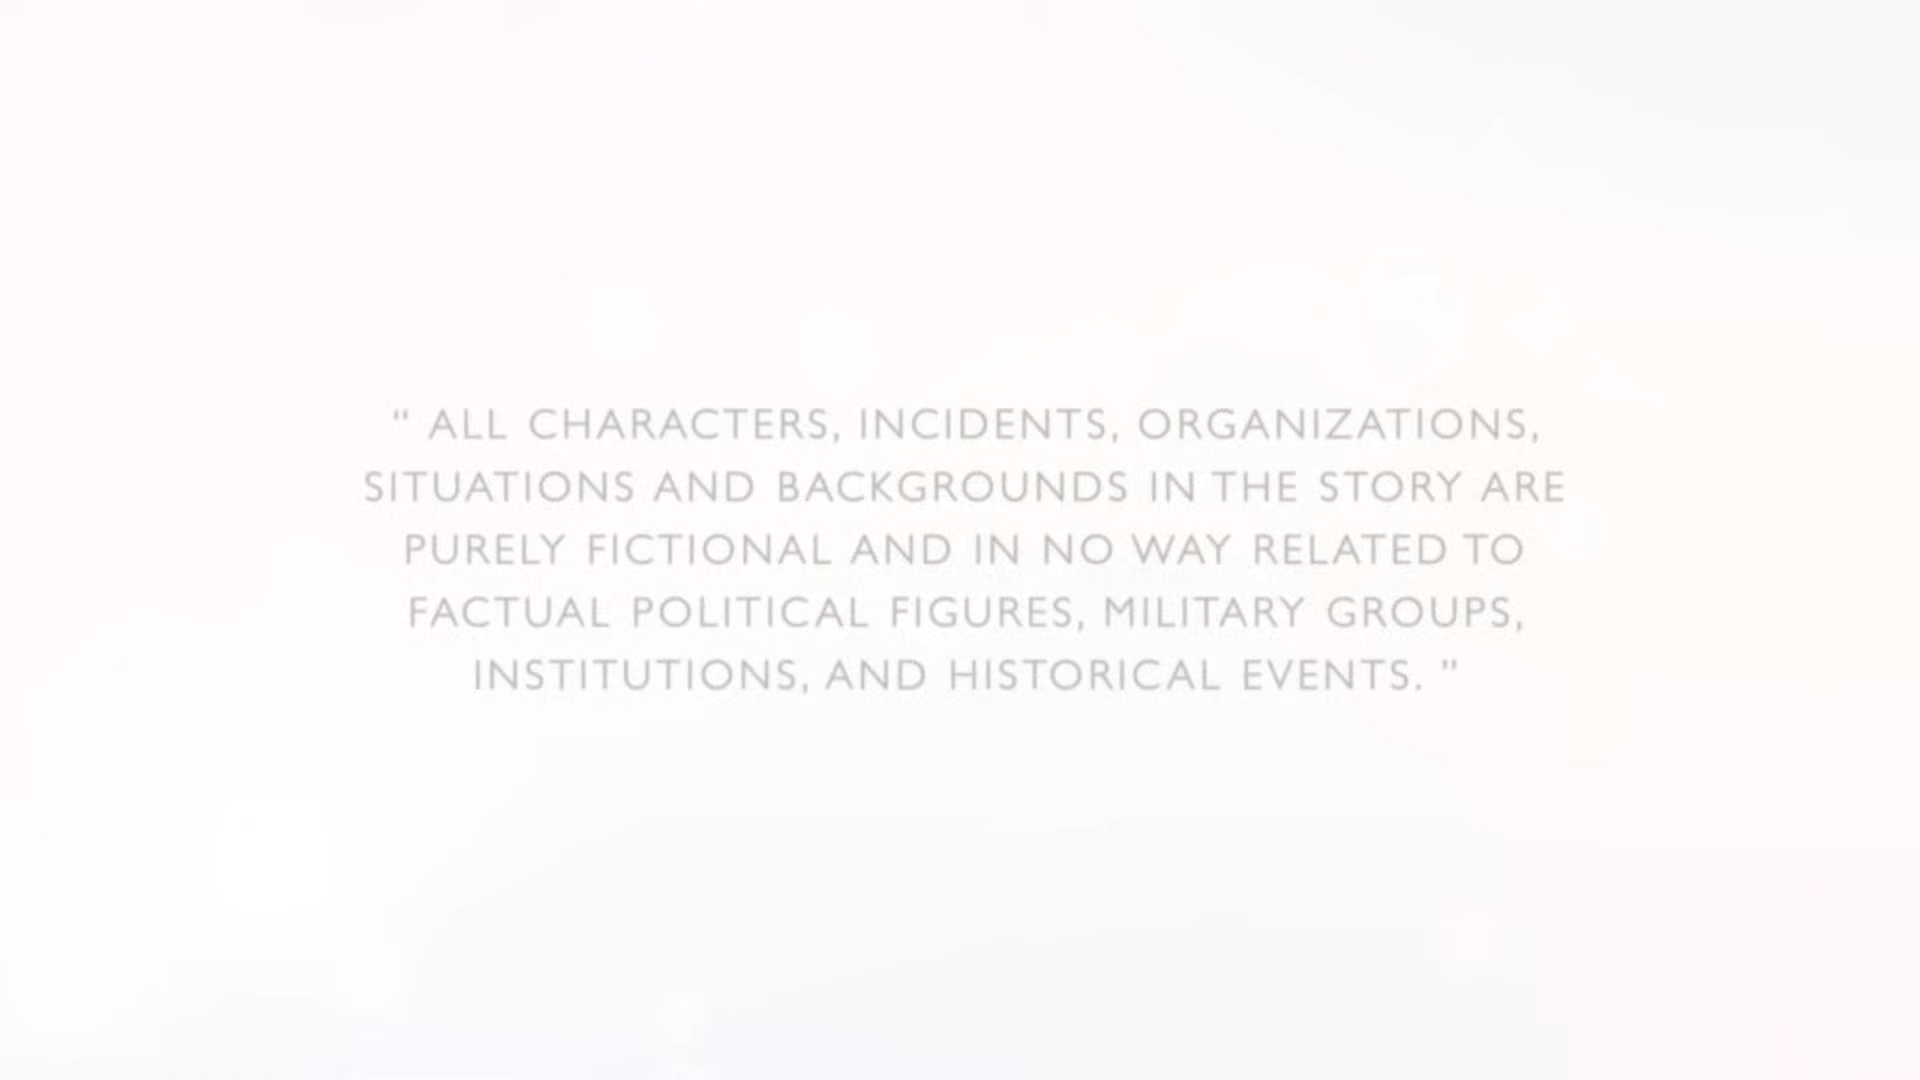 “ ALL CHARACTERS, INCIDENTS, ORGANIZATIONS,
SITUATIONS AND BACKGROUNDS IN THE STORY ARE
PURELY FICTIONAL AND IN NO WAY RELATED TO
FACTUAL POLITICAL FIGURES, MILITARY GROUPS,
INSTITUTIONS, AND HISTORICAL EVENTS. ”